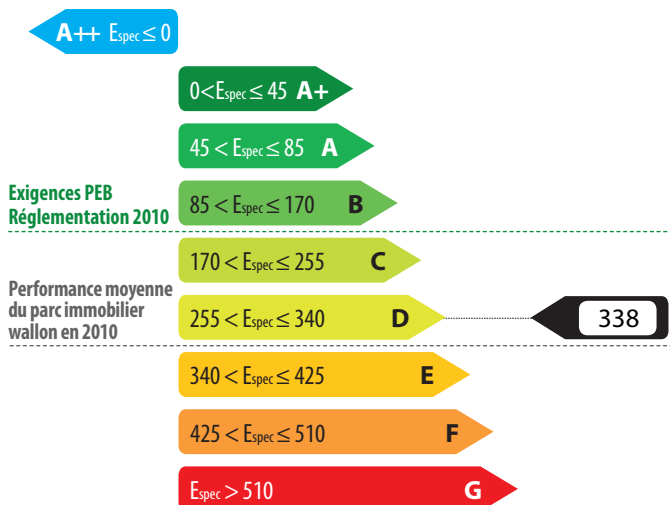 A++ Espec ≤ 0
0<Espec ≤ 45 A+
45 < Espec ≤ 85 A
Exigences PEB
Réglementation 2010
85 < Espec ≤ 170 B
170 < Espec ≤ 255 C
Performance moyenne
du parc immobilier
wallon en 2010
255 < Espec ≤ 340 D
338
340 < Espec ≤ 425 E
425 < Espec ≤ 510 F
Espec > 510 G